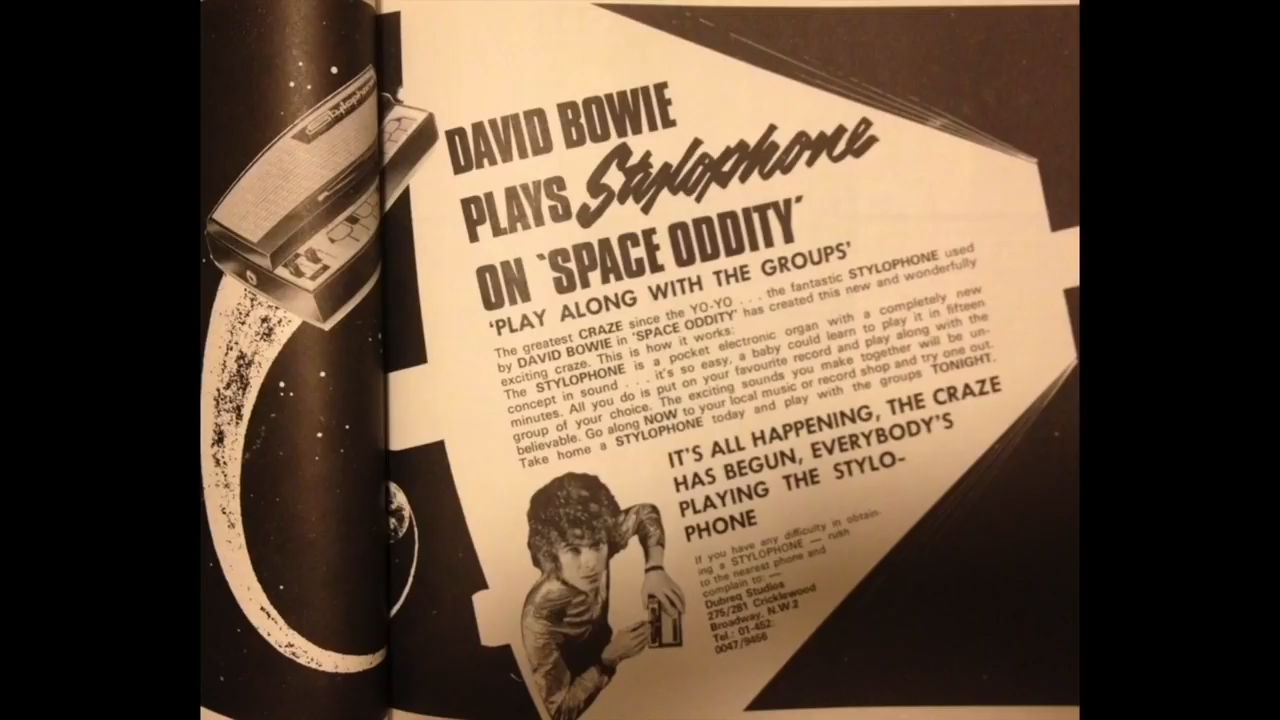 Stylophone
DAVID BOWIE
PLAYS Stylophone
ON 'SPACE ODDITY'
'PLAY ALONG WITH THE GROUPS'
The greatest CRAZE since the YO-YO . . . the fantastic STYLOPHONE used
by DAVID BOWIE in 'SPACE ODDITY' has created this new and wonderfully
exciting craze. This is how it works:
The STYLOPHONE is a pocket electronic organ with a completely new
concept in sound . . . it's so easy, a baby could learn to play it in fifteen
minutes. All you do is put on your favourite record and play along with the
group of your choice. The exciting sounds you make together will be un-
believable. Go along NOW to your local music or record shop and try one out.
Take home a STYLOPHONE today and play with the groups TONIGHT.
IT'S ALL HAPPENING, THE CRAZE
HAS BEGUN, EVERYBODY'S
PLAYING THE STYLO-
PHONE
If you have any difficulty in obtain-
ing a STYLOPHONE — rush
to the nearest phone and
complain to: —
Dubreq Studios
275/281 Cricklewood
Broadway, N.W.2
Tel.: 01-452:
0047/9466